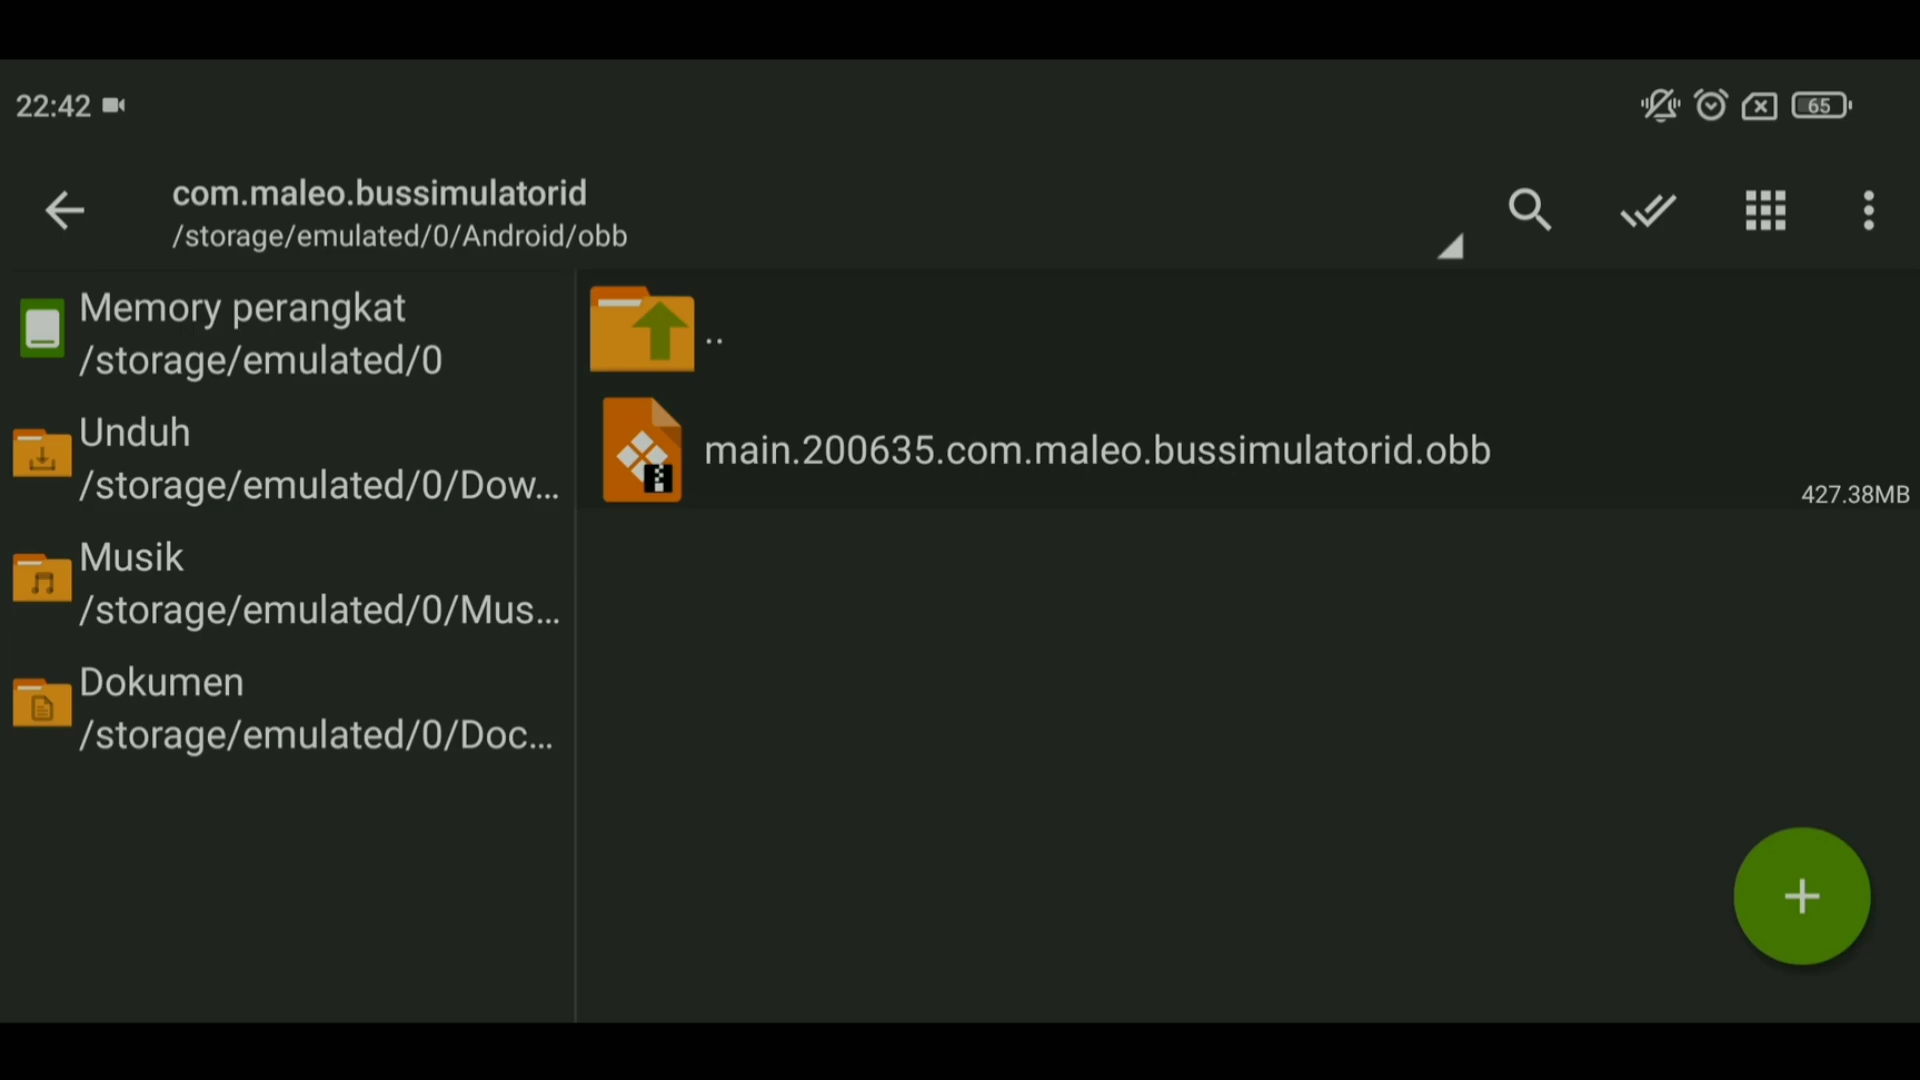 22:42
65
com.maleo.bussimulatorid
/storage/emulated/0/Android/obb
Memory perangkat
/storage/emulated/0
Unduh
/storage/emulated/0/Dow...
Musik
/storage/emulated/0/Mus...
Dokumen
/storage/emulated/0/Doc...
..
main.200635.com.maleo.bussimulatorid.obb
427.38MB